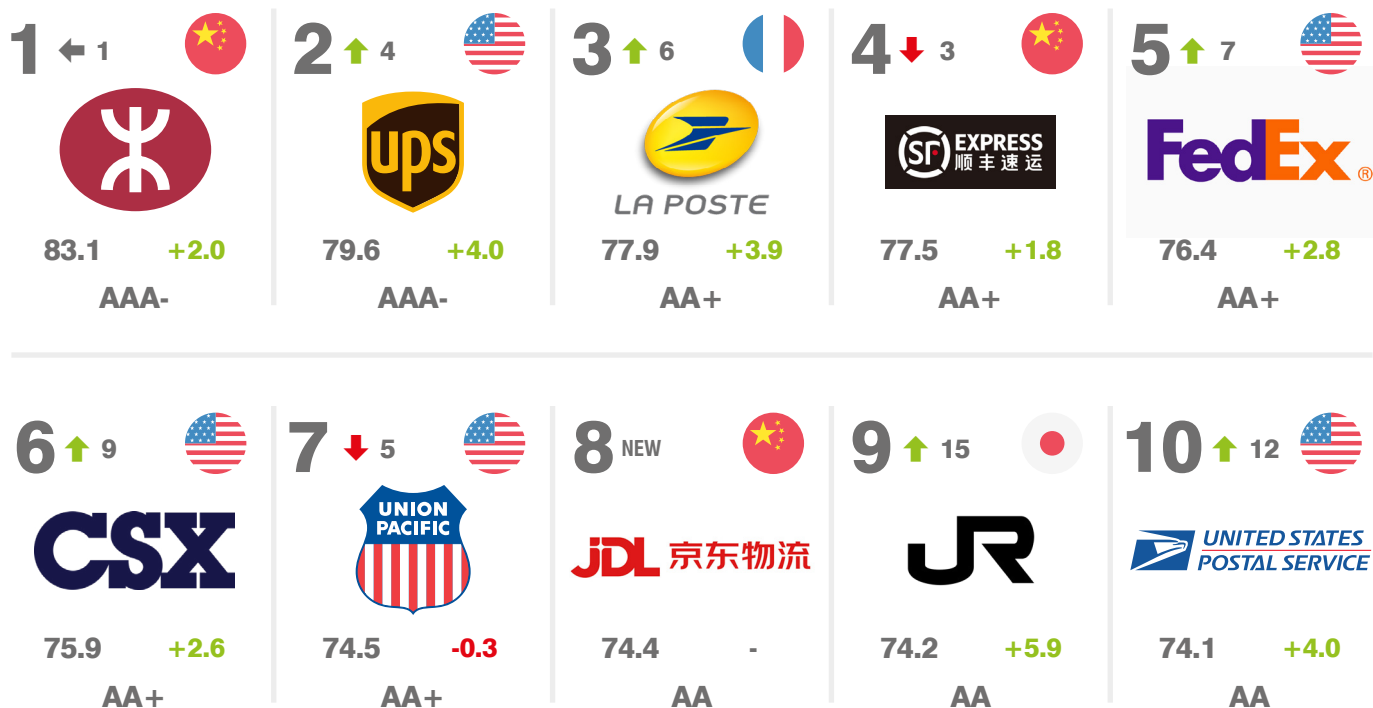 1 1
2 4
3 6
4 3
5 7
ups
LA POSTE
SF EXPRESS
顺丰速运
FedEx ®
83.1 +2.0
79.6 +4.0
77.9 +3.9
77.5 +1.8
76.4 +2.8
AAA-
AAA-
AA+
AA+
AA+
6 9
7 5
8 NEW
9 15
10 12
CSX
UNION
PACIFIC
JDL 京东物流
JR
UNITED STATES
POSTAL SERVICE
75.9 +2.6
74.5 -0.3
74.4 -
74.2 +5.9
74.1 +4.0
AA+
AA+
AA
AA
AA